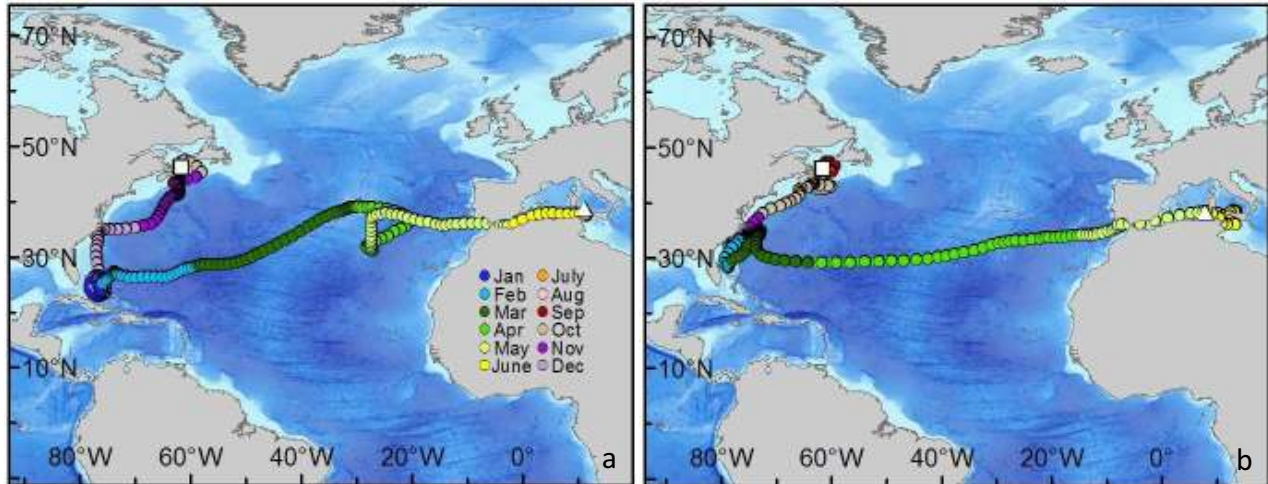 70°N
50°N
30°N
10°N
80°W 60°W 40°W 20°W 0°
Jan July
Feb Aug
Mar Sep
Apr Oct
May Nov
June Dec
a
70°N
50°N
30°N
10°N
80°W 60°W 40°W 20°W 0°
b